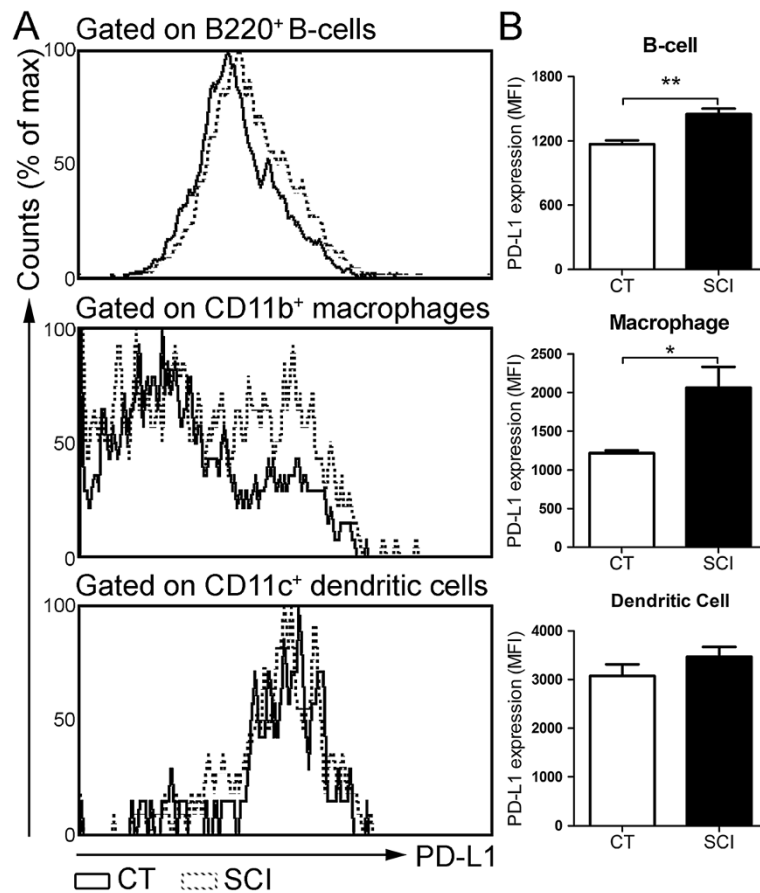 A
Gated on B220⁺ B-cells
Counts (% of max)
100
50
0
Gated on CD11b⁺ macrophages
100
50
0
Gated on CD11c⁺ dendritic cells
100
50
0
PD-L1
CT SCI
B
B-cell
PD-L1 expression (MFI)
1800
1200
600
0
**
CT SCI
Macrophage
PD-L1 expression (MFI)
2500
2000
1500
1000
500
0
*
CT SCI
Dendritic Cell
PD-L1 expression (MFI)
4000
3000
2000
1000
0
CT SCI